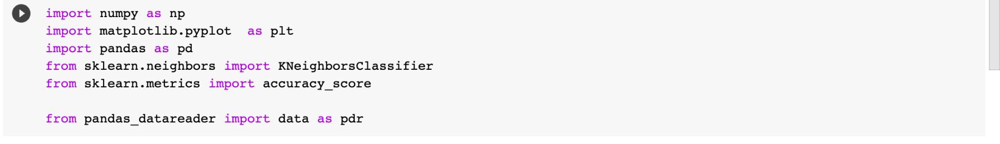 import numpy as np
import matplotlib.pyplot  as plt
import pandas as pd
from sklearn.neighbors import KNeighborsClassifier
from sklearn.metrics import accuracy_score
from pandas_datareader import data as pdr